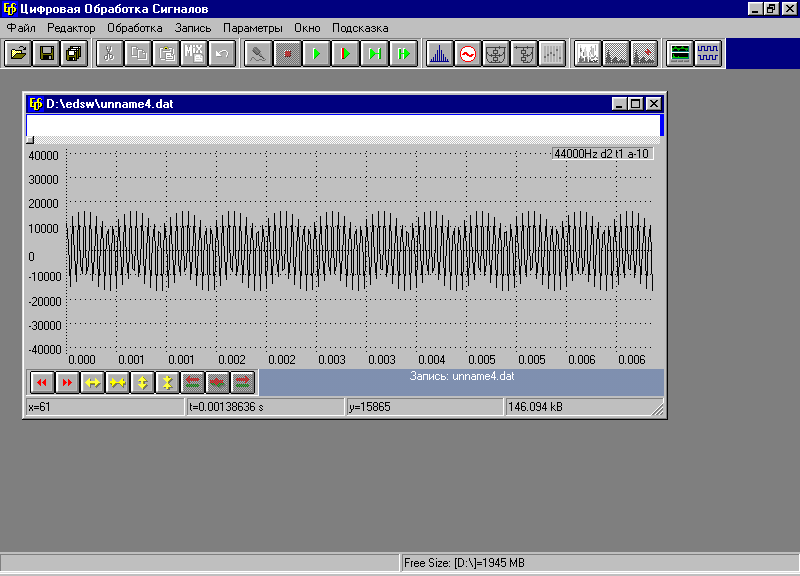 Цифровая Обработка Сигналов
Файл Редактор Обработка Запись Параметры Окно Подсказка
MiX
D:\edsw\unname4.dat
44000Hz d2 t1 a-10
40000
30000
20000
10000
0
-10000
-20000
-30000
-40000
0.000 0.001 0.001 0.002 0.002 0.003 0.003 0.004 0.005 0.005 0.006 0.006
Запись: unname4.dat
x=61 t=0.00138636 s y=15865 146.094 kB
Free Size: [D:\]=1945 MB